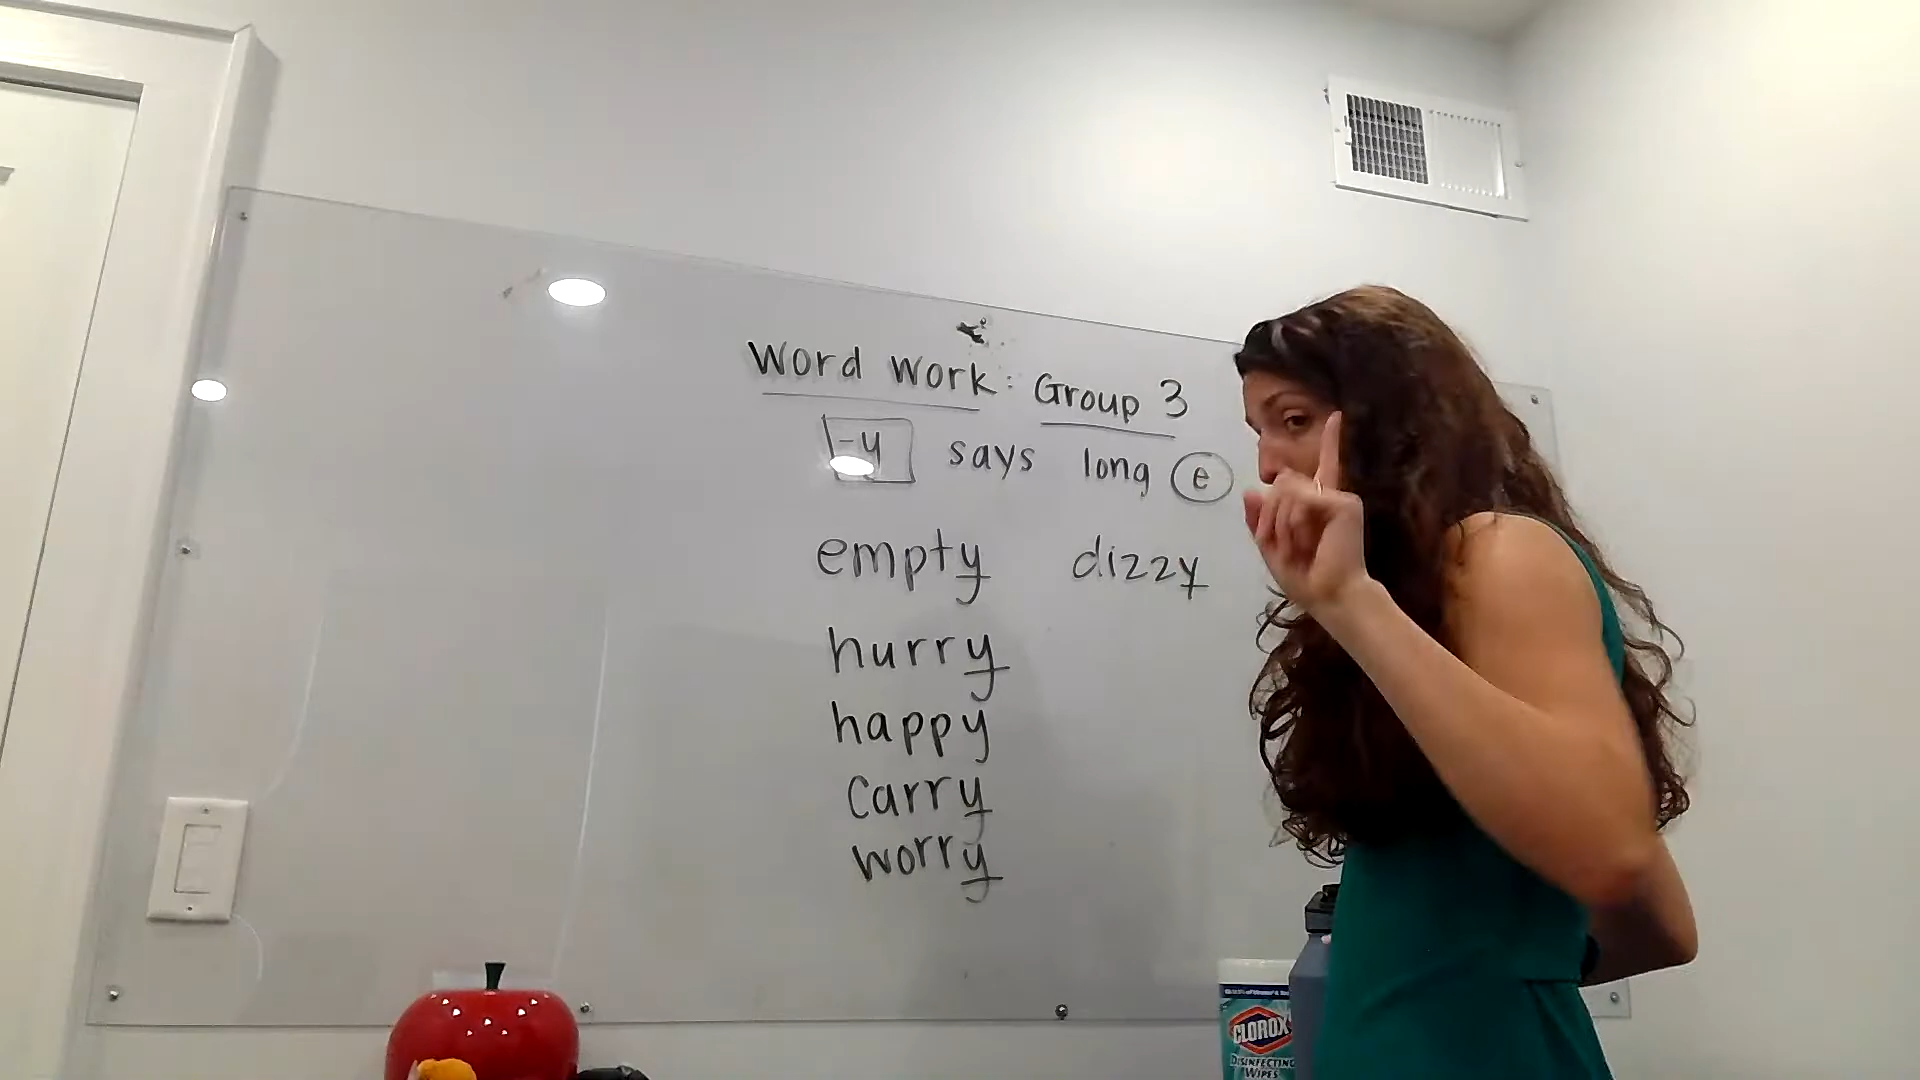 Word Work: Group 3
-y says long e
empty dizzy
hurry
happy
carry
worry
CLOROX
DISINFECTING
WIPES